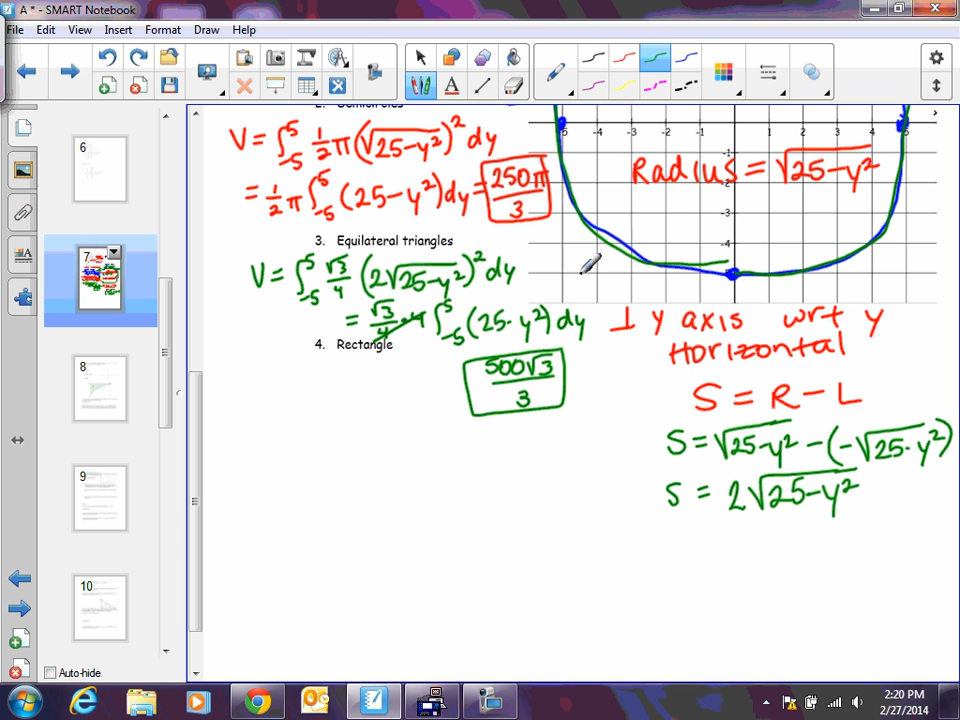 A * - SMART Notebook
File Edit View Insert Format Draw Help
6
7
8
9
10
Auto-hide
V = ∫₋₅⁵ ½π(√25-y²)² dy
= ½π ∫₋₅⁵ (25-y²)dy = 250π/3
3. Equilateral triangles
V = ∫₋₅⁵ √3/4 (2√25-y²)² dy
= √3/4 · 4 ∫₋₅⁵ (25-y²)dy
4. Rectangle
500√3/3
-5 -4 -3 -2 -1 1 2 3 4 5
-1
Radius = √25-y²
-2
-4
⊥ y axis wrt y
Horizontal
S = R - L
S = √25-y² - (-√25-y²)
S = 2√25-y²
2:20 PM
2/27/2014